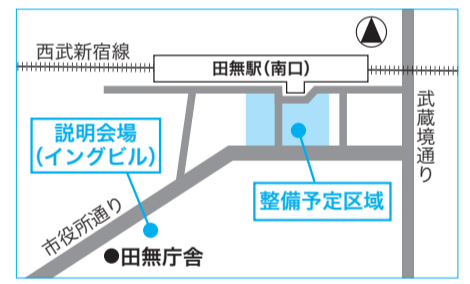 西武新宿線
田無駅(南口)
武蔵境通り
説明会場
(イングビル)
整備予定区域
市役所通り
●田無庁舎